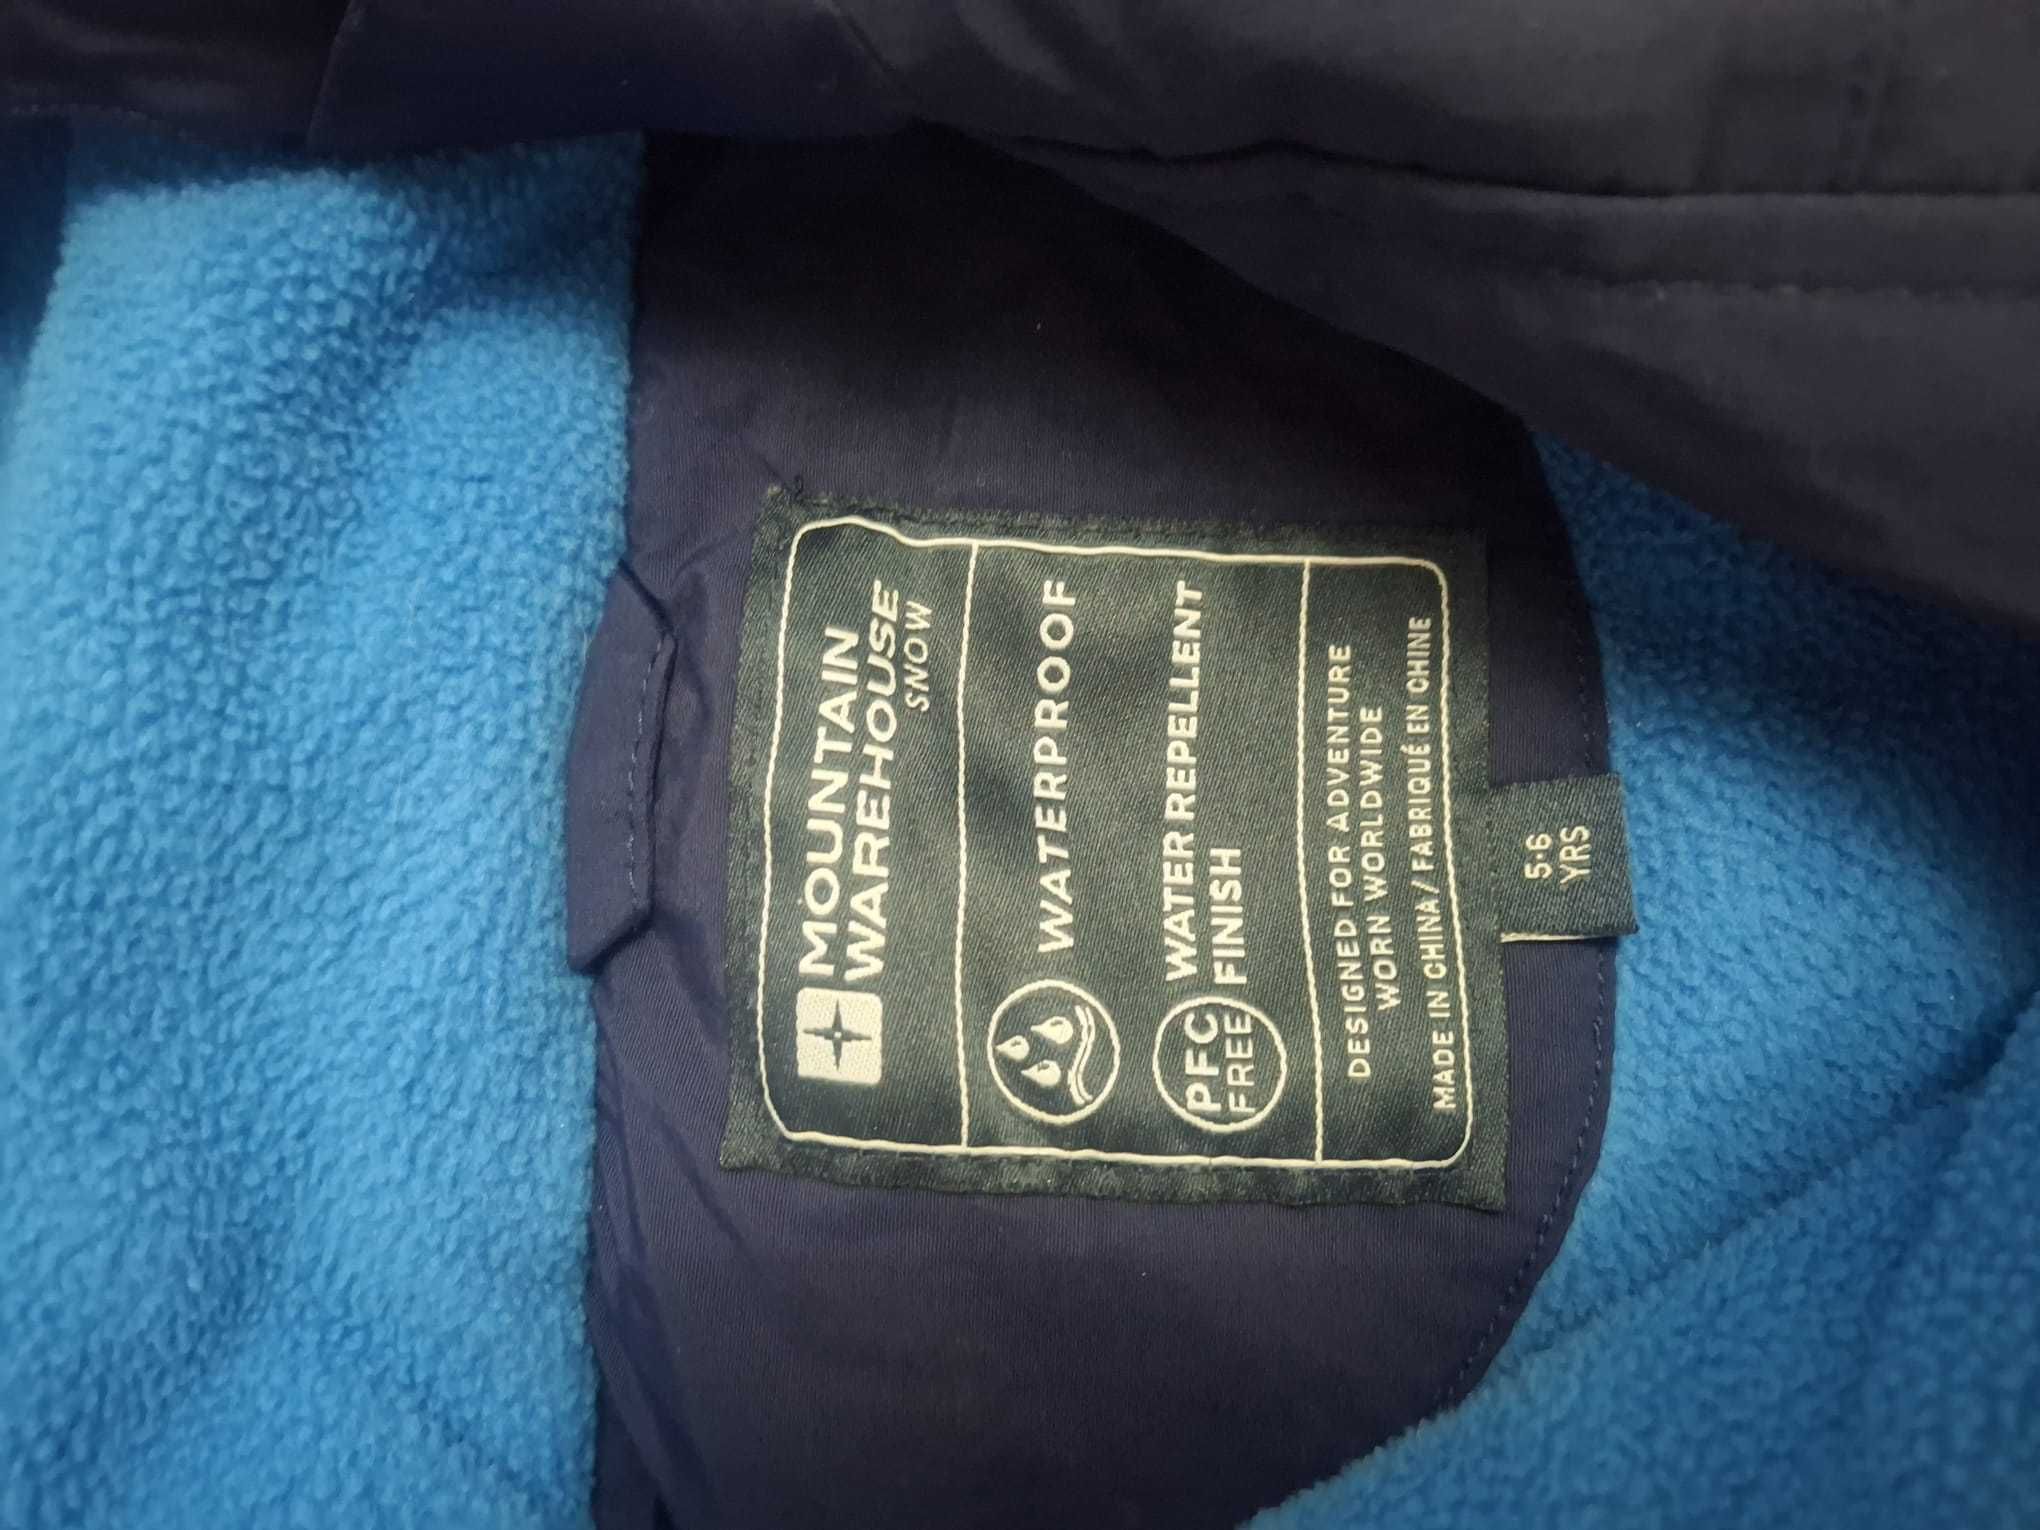 MOUNTAIN
WAREHOUSE
SNOW
WATERPROOF
PFC
FREE
WATER REPELLENT
FINISH
DESIGNED FOR ADVENTURE
WORN WORLDWIDE
MADE IN CHINA/FABRIQUÉ EN CHINE
5-6
YRS